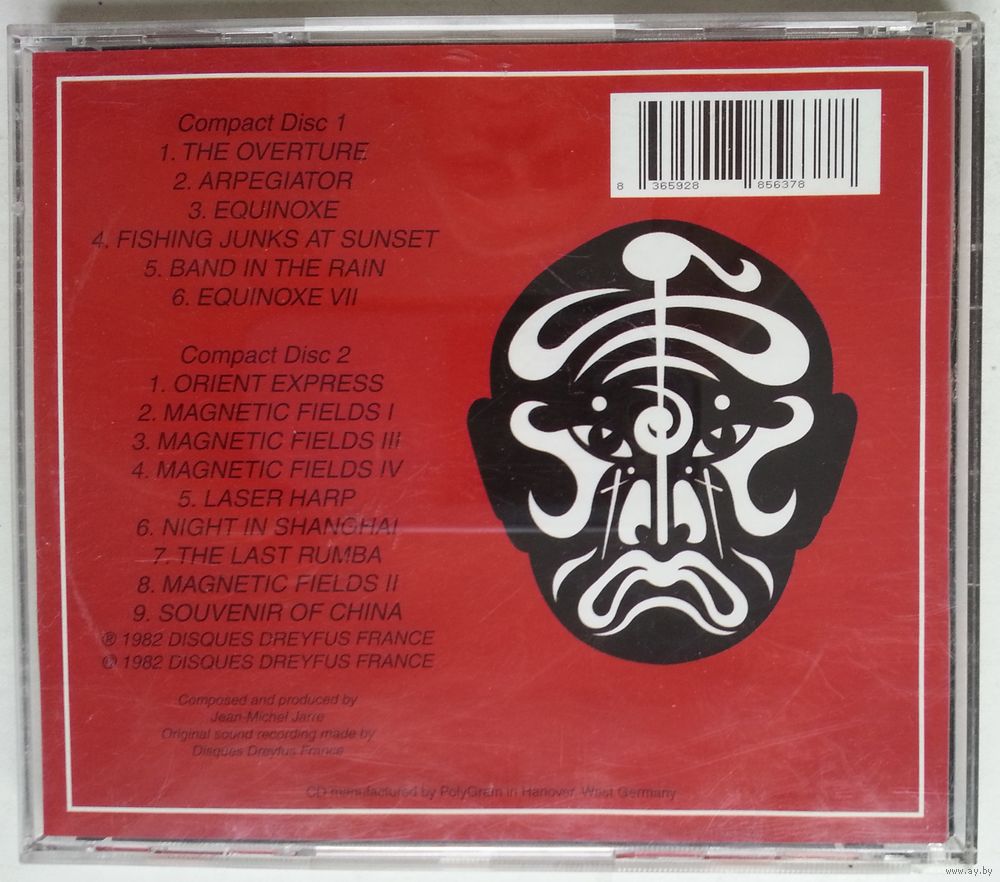 Compact Disc 1
1. THE OVERTURE
2. ARPEGIATOR
3. EQUINOXE
4. FISHING JUNKS AT SUNSET
5. BAND IN THE RAIN
6. EQUINOXE VII
Compact Disc 2
1. ORIENT EXPRESS
2. MAGNETIC FIELDS I
3. MAGNETIC FIELDS III
4. MAGNETIC FIELDS IV
5. LASER HARP
6. NIGHT IN SHANGHAI
7. THE LAST RUMBA
8. MAGNETIC FIELDS II
9. SOUVENIR OF CHINA
® 1982 DISQUES DREYFUS FRANCE
® 1982 DISQUES DREYFUS FRANCE
Composed and produced by
Jean-Michel Jarre
Original sound recording made by
Disques Dreyfus France
CD manufactured by PolyGram in Hanover, West Germany
8 365928 856378
www.ay.by